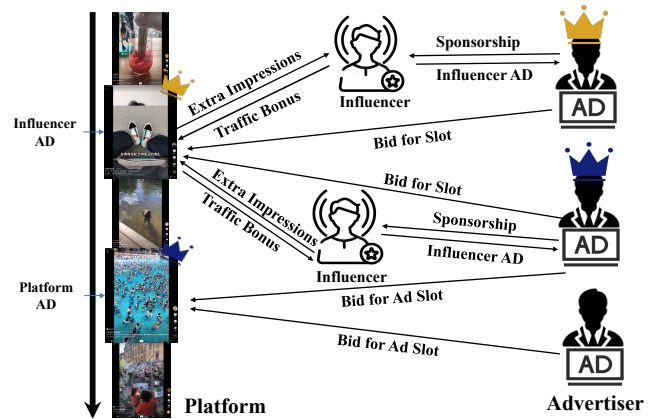 Sponsorship
Extra Impressions
Influencer AD
Traffic Bonus
Influencer
AD
Influencer
AD
Bid for Slot
Bid for Slot
Extra Impressions
Traffic Bonus
Sponsorship
AD
Influencer AD
Influencer
Platform
AD
Bid for Ad Slot
Bid for Ad Slot
AD
Platform
Advertiser